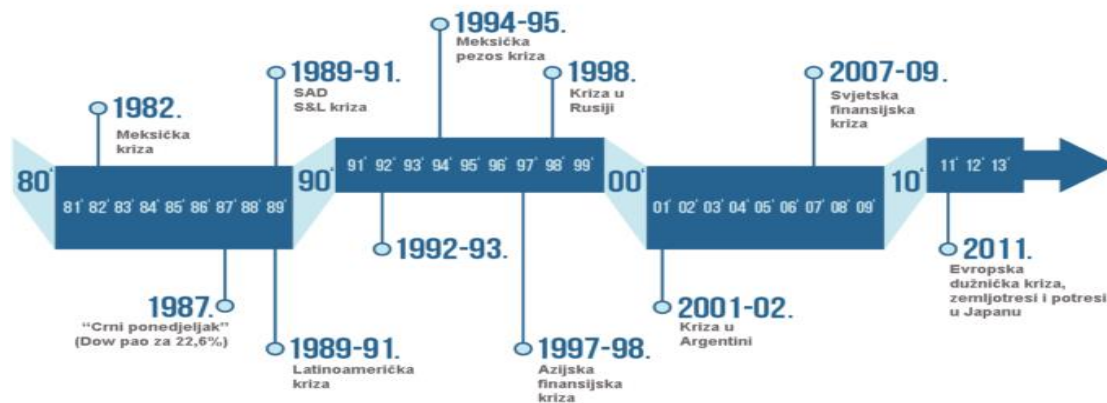 1994-95.
Meksička
pezos kriza
1989-91.
SAD
S&L kriza
1998.
Kriza u
Rusiji
2007-09.
Svjetska
finansijska
kriza
1982.
Meksička
kriza
80'
81' 82' 83' 84' 85' 86' 87' 88' 89'
90'
91' 92' 93' 94' 95' 96' 97' 98' 99'
00'
01' 02' 03' 04' 05' 06' 07' 08' 09'
10'
11' 12' 13'
1987.
“Crni ponedjeljak”
(Dow pao za 22,6%)
1989-91.
Latinoamerička
kriza
1992-93.
1997-98.
Azijska
finansijska
kriza
2001-02.
Kriza u
Argentini
2011.
Evropska
dužnička kriza,
zemljotresi i potresi
u Japanu